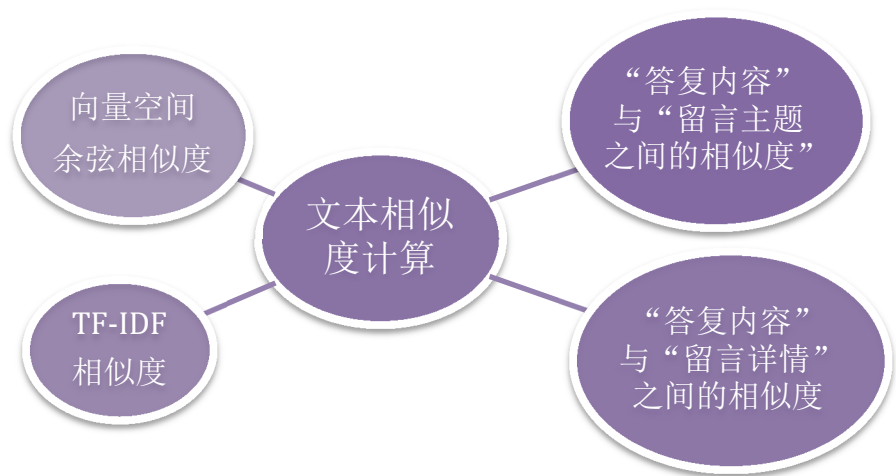 向量空间
余弦相似度
“答复内容”
与“留言主题
之间的相似度”
文本相似
度计算
TF-IDF
相似度
“答复内容”
与“留言详情”
之间的相似度